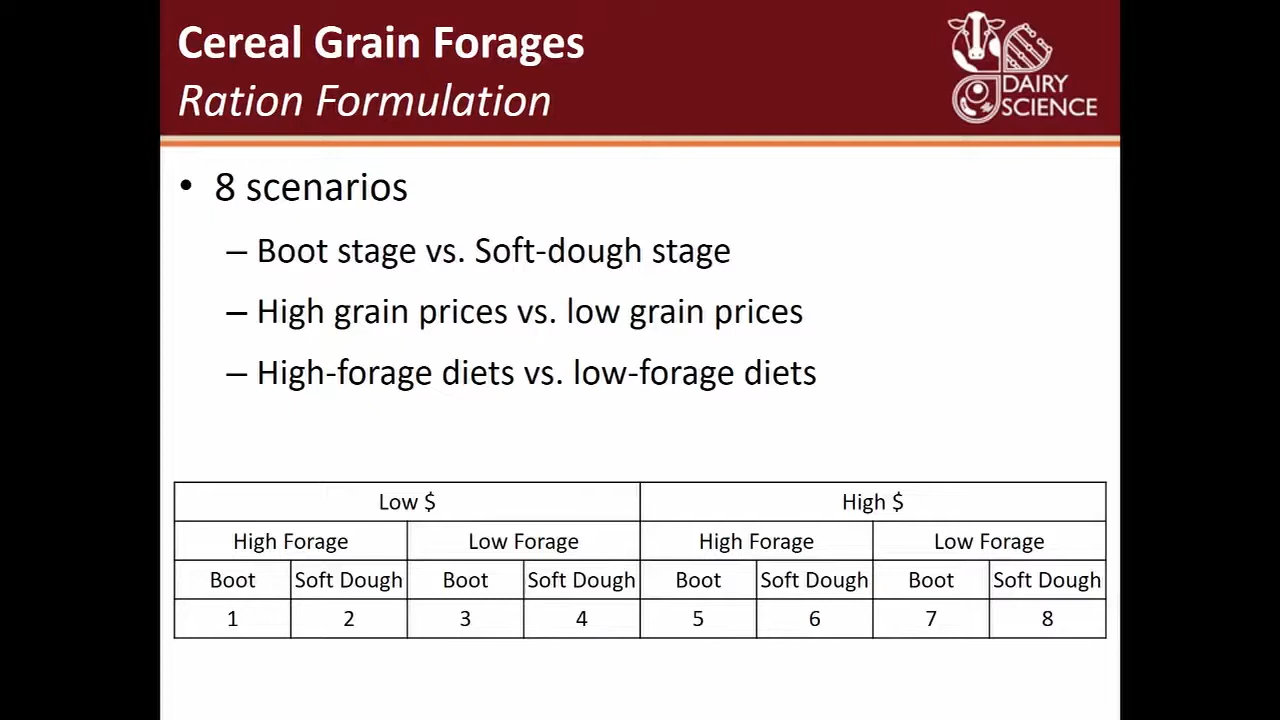 Cereal Grain Forages
Ration Formulation
DAIRY
SCIENCE
• 8 scenarios
– Boot stage vs. Soft-dough stage
– High grain prices vs. low grain prices
– High-forage diets vs. low-forage diets
Low $ High $
High Forage Low Forage High Forage Low Forage
Boot Soft Dough Boot Soft Dough Boot Soft Dough Boot Soft Dough
1 2 3 4 5 6 7 8